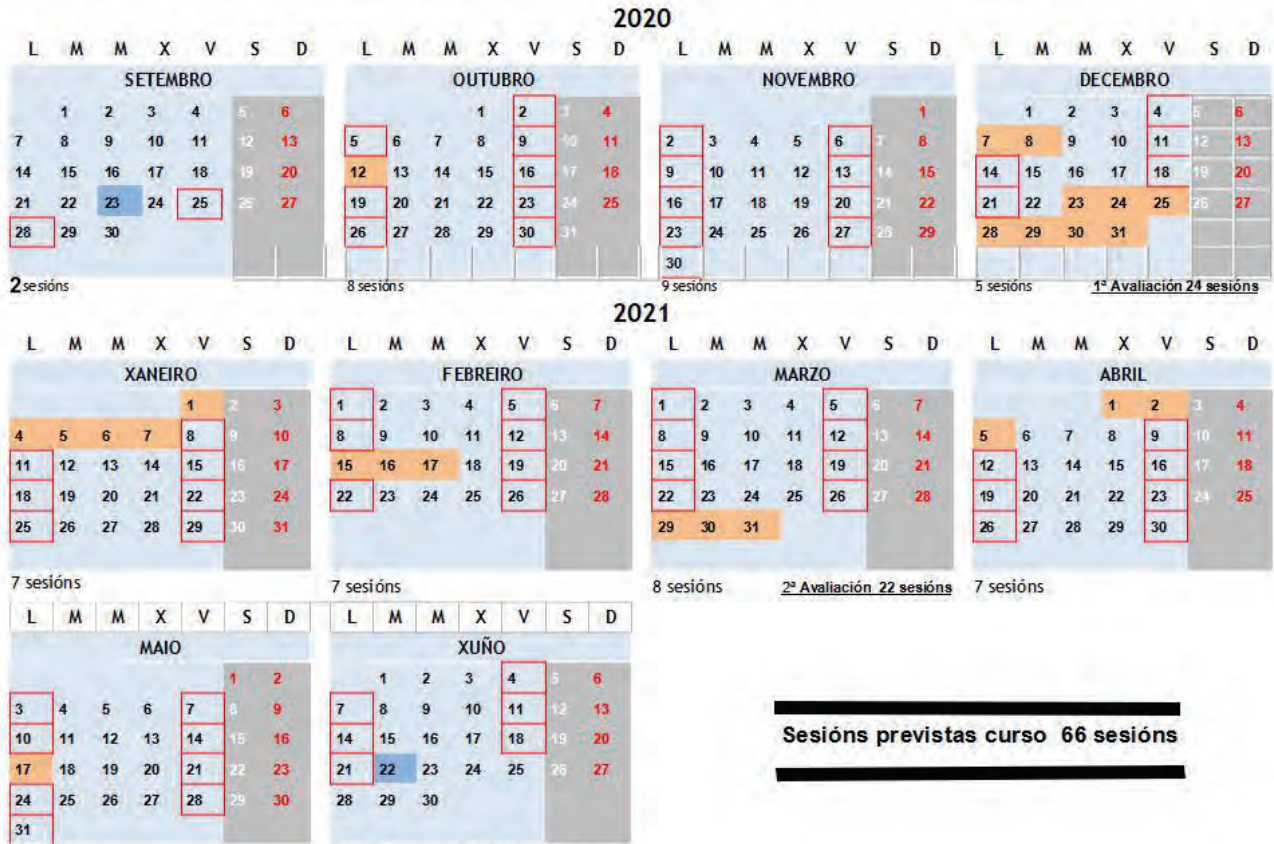 2020
L M M X V S D L M M X V S D L M M X V S D L M M X V S D
SETEMBRO OUTUBRO NOVEMBRO DECEMBRO
1 2 3 4 5 6 1 2 3 4 1 1 2 3 4 5 6
7 8 9 10 11 12 13 5 6 7 8 9 10 11 2 3 4 5 6 7 8 7 8 9 10 11 12 13
14 15 16 17 18 19 20 12 13 14 15 16 17 18 9 10 11 12 13 14 15 14 15 16 17 18 19 20
21 22 23 24 25 26 27 19 20 21 22 23 24 25 16 17 18 19 20 21 22 21 22 23 24 25 26 27
28 29 30 26 27 28 29 30 31 23 24 25 26 27 28 29 28 29 30 31
30
2 sesións 8 sesións 9 sesións 5 sesións 1ª Avaliación 24 sesións
2021
L M M X V S D L M M X V S D L M M X V S D L M M X V S D
XANEIRO FEBREIRO MARZO ABRIL
1 2 3 1 2 3 4 5 6 7 1 2 3 4 5 6 7 1 2 3 4
4 5 6 7 8 9 10 8 9 10 11 12 13 14 8 9 10 11 12 13 14 5 6 7 8 9 10 11
11 12 13 14 15 16 17 15 16 17 18 19 20 21 15 16 17 18 19 20 21 12 13 14 15 16 17 18
18 19 20 21 22 23 24 22 23 24 25 26 27 28 22 23 24 25 26 27 28 19 20 21 22 23 24 25
25 26 27 28 29 30 31 29 30 31 26 27 28 29 30
7 sesións 7 sesións 8 sesións 2ª Avaliación 22 sesións 7 sesións
L M M X V S D L M M X V S D
MAIO XUÑO
1 2 1 2 3 4 5 6
3 4 5 6 7 8 9 7 8 9 10 11 12 13
10 11 12 13 14 15 16 14 15 16 17 18 19 20
17 18 19 20 21 22 23 21 22 23 24 25 26 27
24 25 26 27 28 29 30 28 29 30
31
Sesións previstas curso 66 sesións